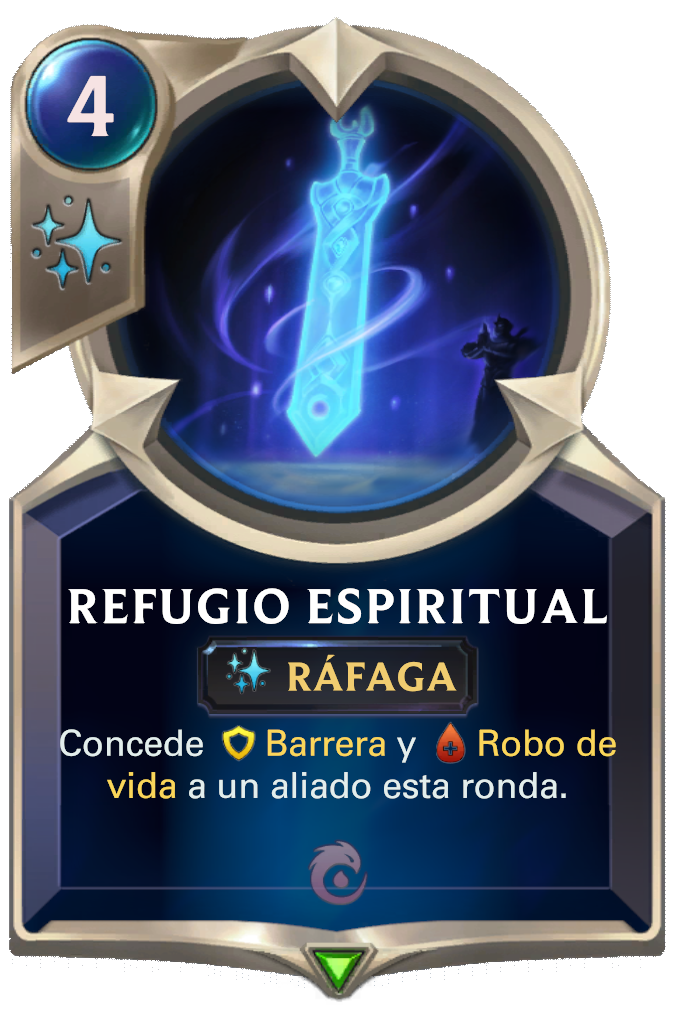 4
REFUGIO ESPIRITUAL
RÁFAGA
Concede Barrera y Robo de
vida a un aliado esta ronda.